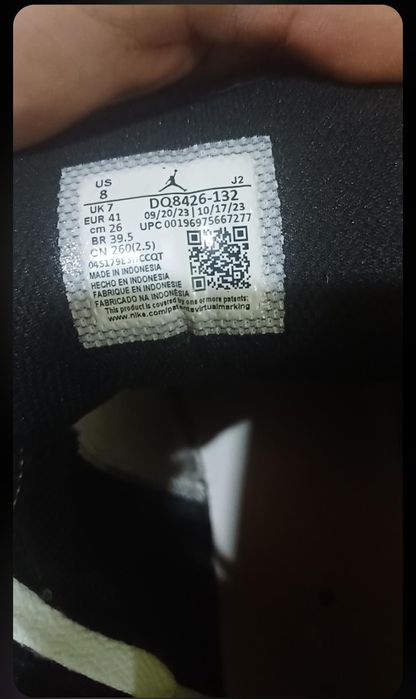 US J2
8
UK 7 DQ8426-132
EUR 41 09/20/23 | 10/17/23
cm 26 UPC 00196975667277
BR 39.5
CN 260(2.5)
MADE IN INDONESIA
HECHO EN INDONESIA
FABRIQUE EN INDONESIE
FABRICADO NA INDONÉSIA
This product is covered by one or more patents:
www.nike.com/patentsvirtualmarking